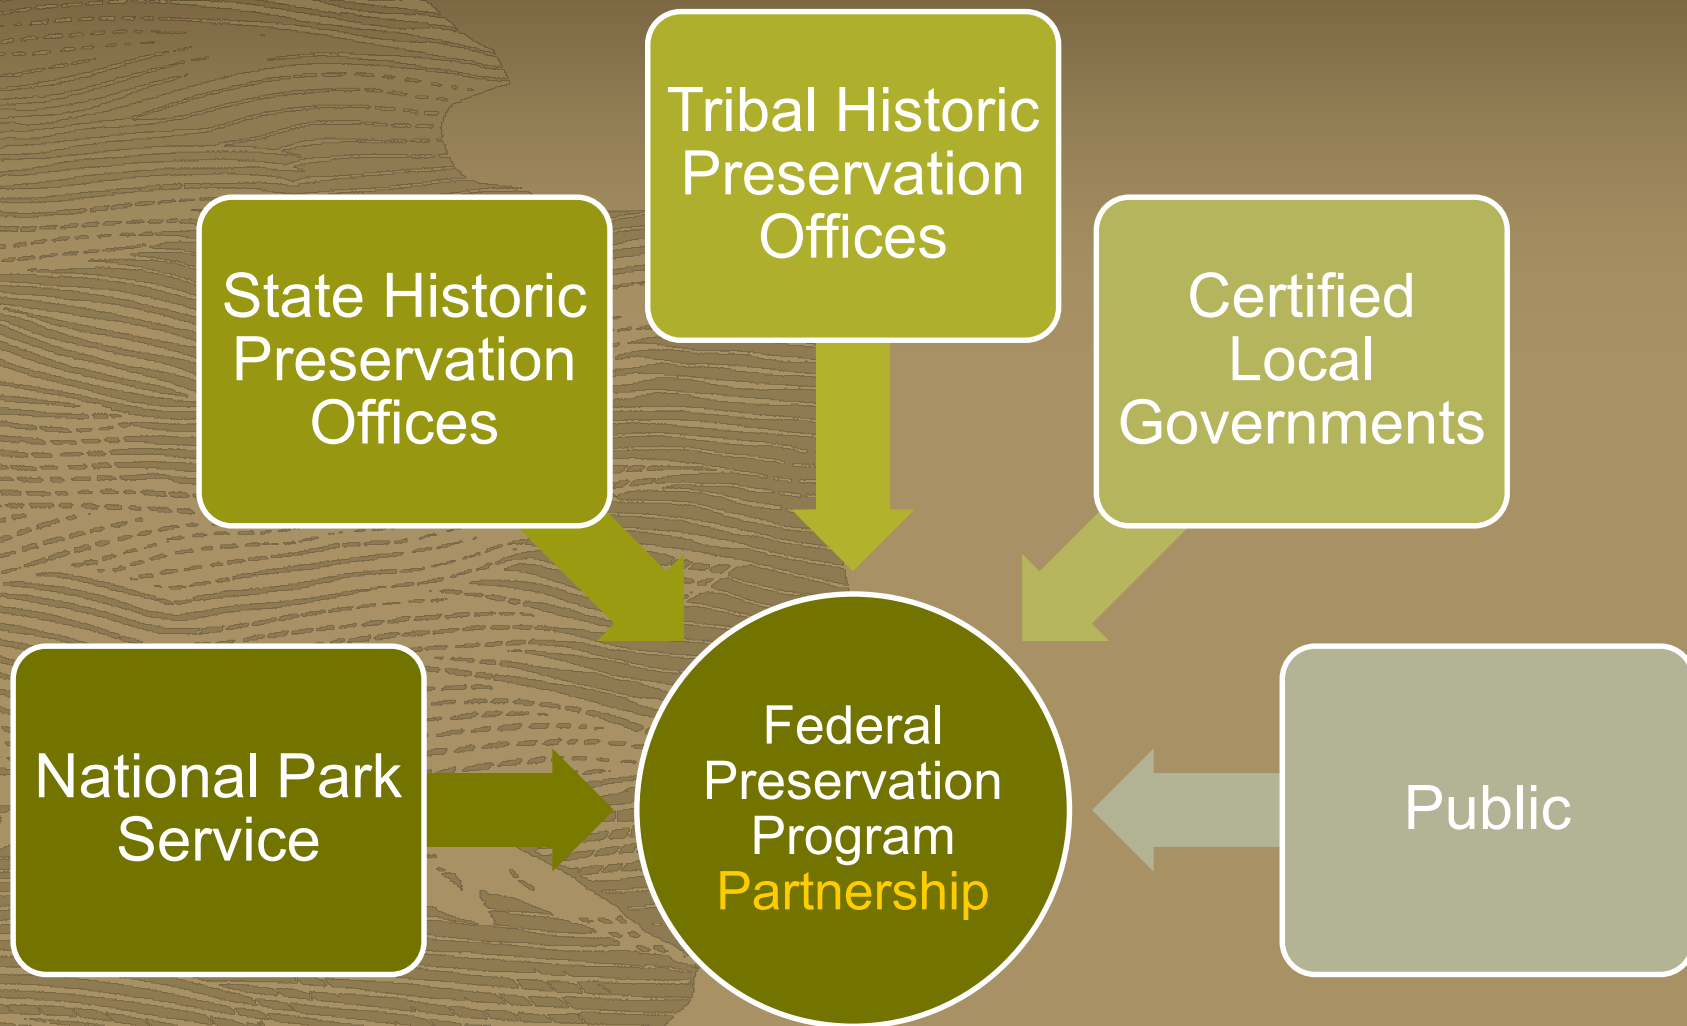 Tribal Historic
Preservation
Offices
State Historic
Preservation
Offices
Certified
Local
Governments
National Park
Service
Federal
Preservation
Program
Partnership
Public